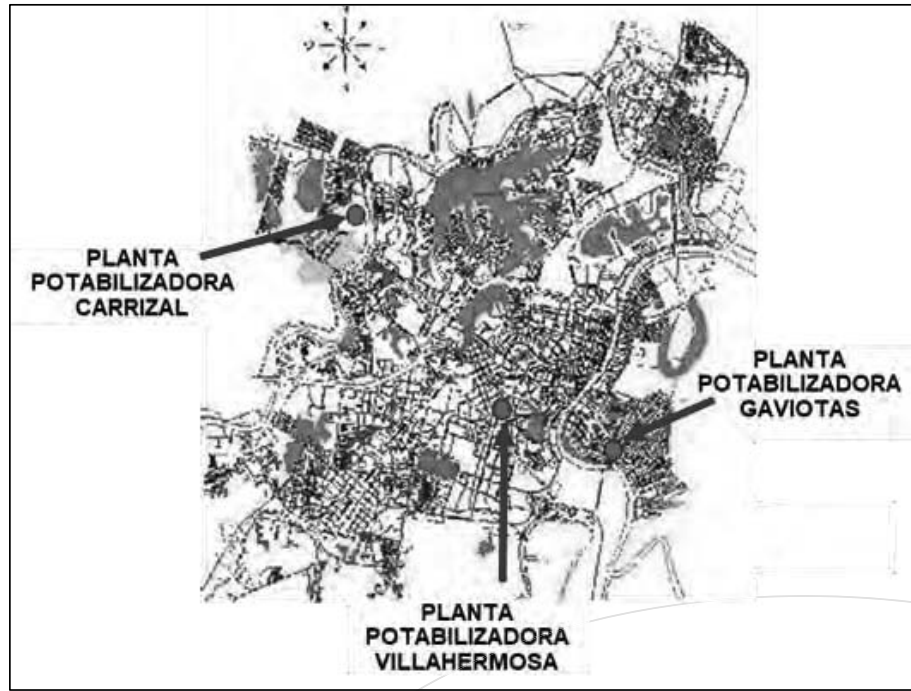 PLANTA
POTABILIZADORA
CARRIZAL
PLANTA
POTABILIZADORA
GAVIOTAS
PLANTA
POTABILIZADORA
VILLAHERMOSA